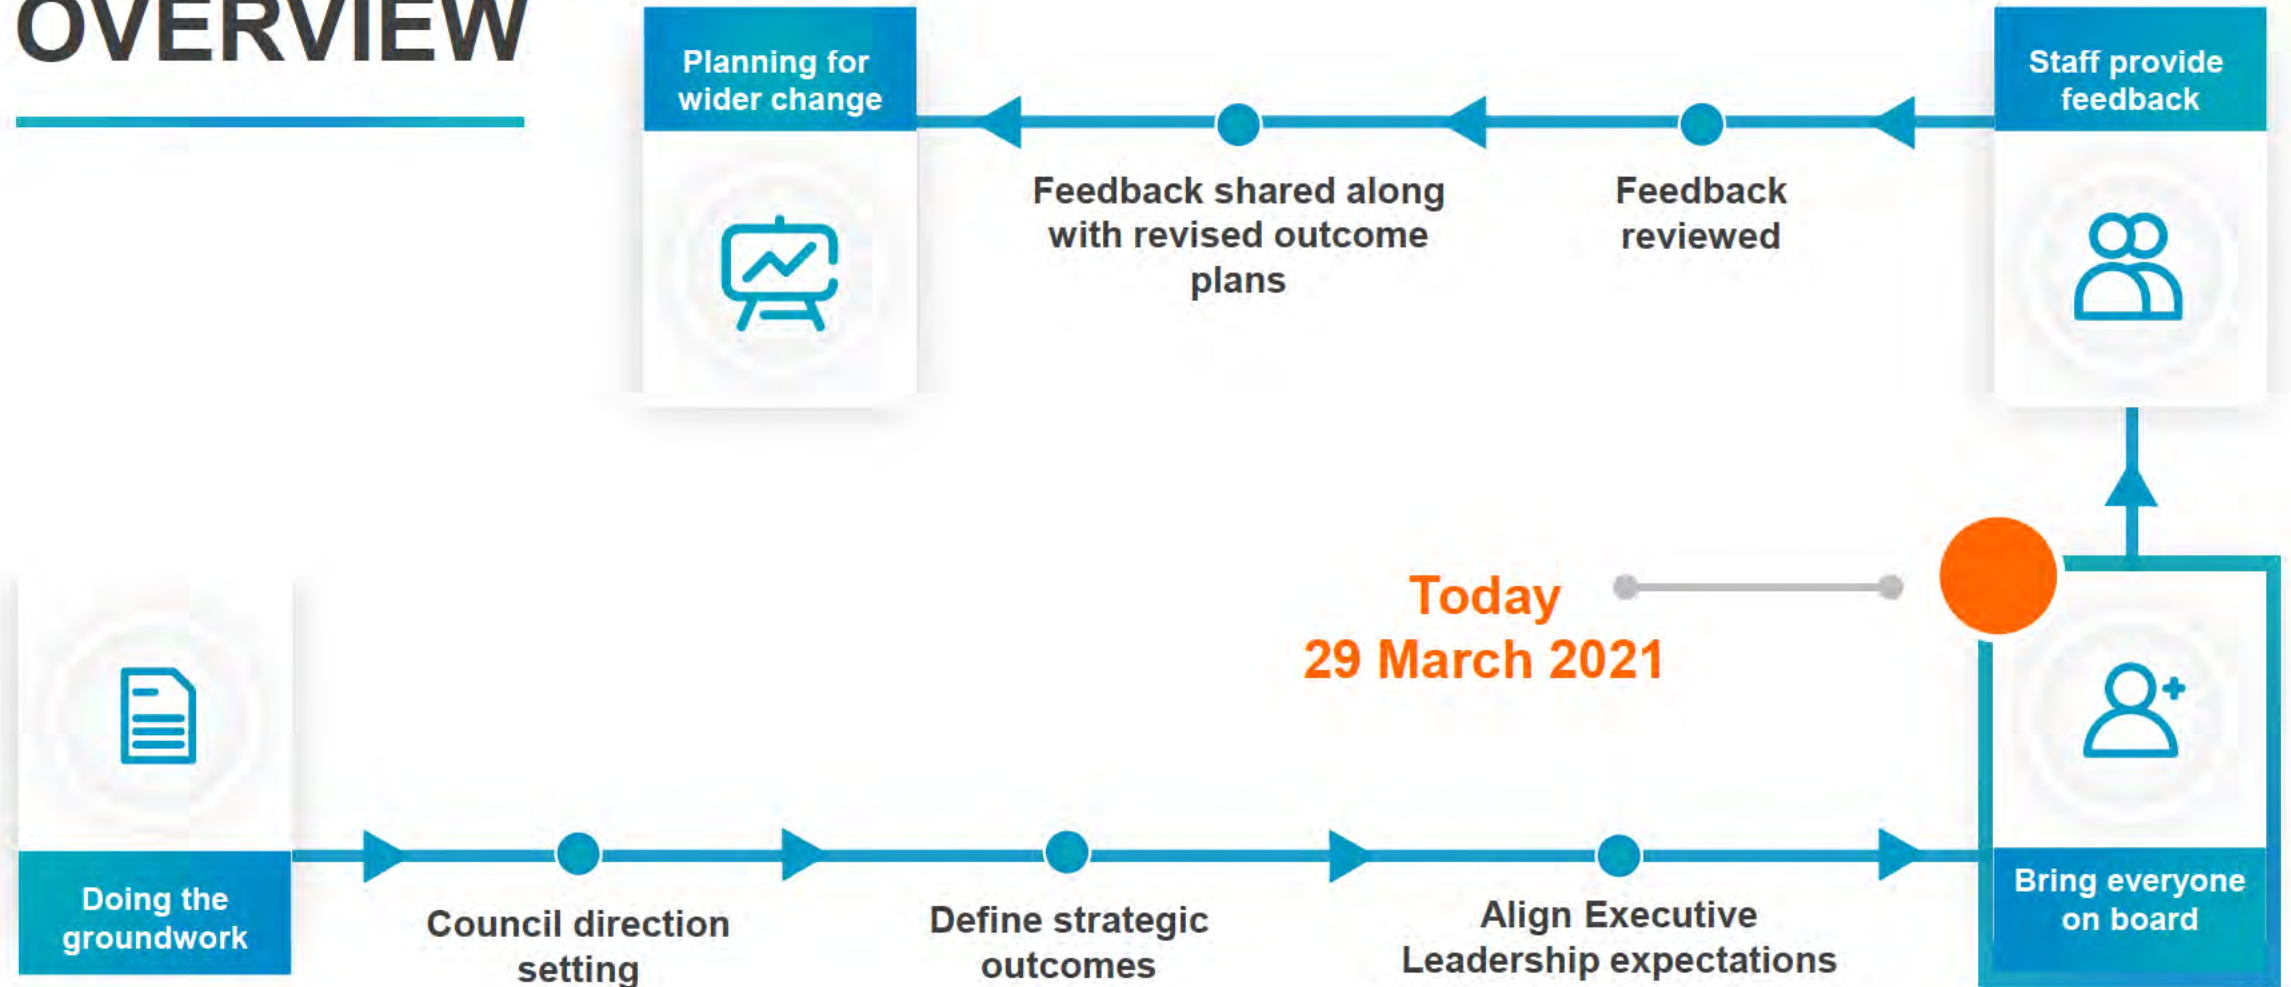 OVERVIEW
Planning for
wider change
Staff provide
feedback
Feedback shared along
with revised outcome
plans
Feedback
reviewed
Today
29 March 2021
Doing the
groundwork
Council direction
setting
Define strategic
outcomes
Align Executive
Leadership expectations
Bring everyone
on board